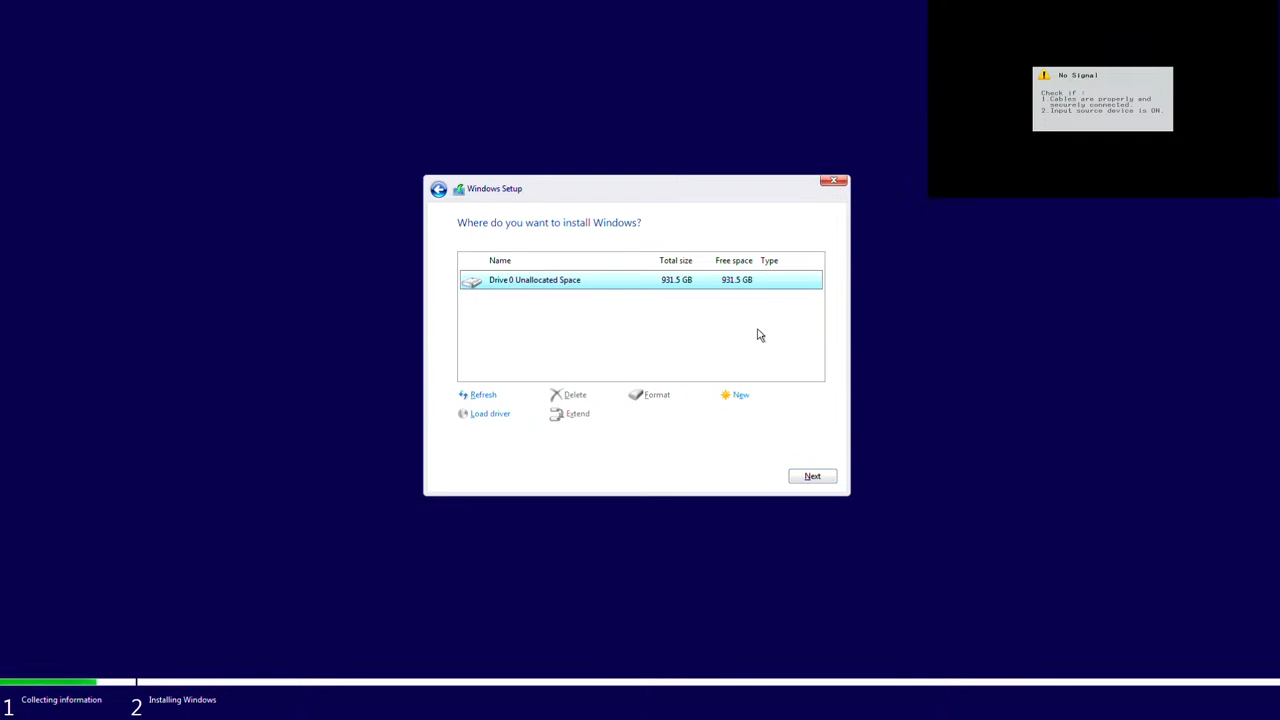 No Signal
Check if :
1.Cables are properly and
securely connected.
2.Input source device is ON.
Windows Setup
Where do you want to install Windows?
Name Total size Free space Type
Drive 0 Unallocated Space 931.5 GB 931.5 GB
Refresh Delete Format New
Load driver Extend
Next
1 Collecting information 2 Installing Windows